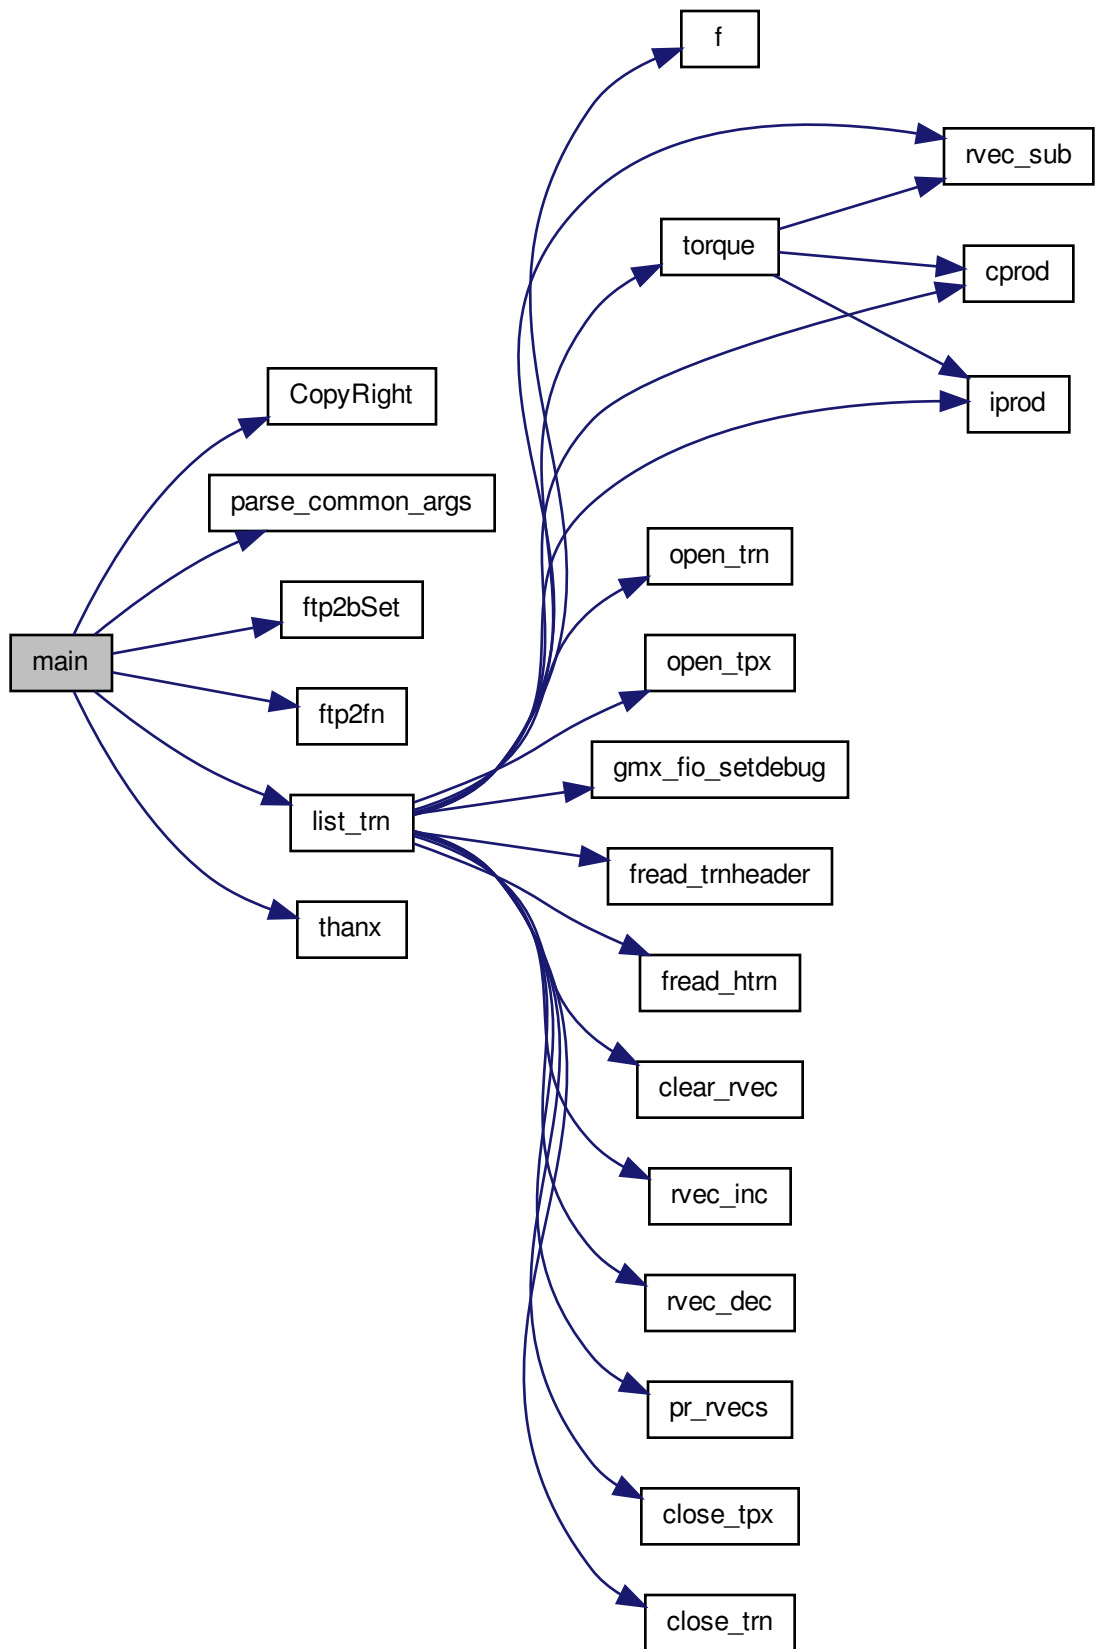 f
rvec_sub
torque
cprod
CopyRight
iprod
parse_common_args
open_trn
ftp2bSet
main
open_tpx
ftp2fn
gmx_fio_setdebug
list_trn
fread_trnheader
thanx
fread_htrn
clear_rvec
rvec_inc
rvec_dec
pr_rvecs
close_tpx
close_trn